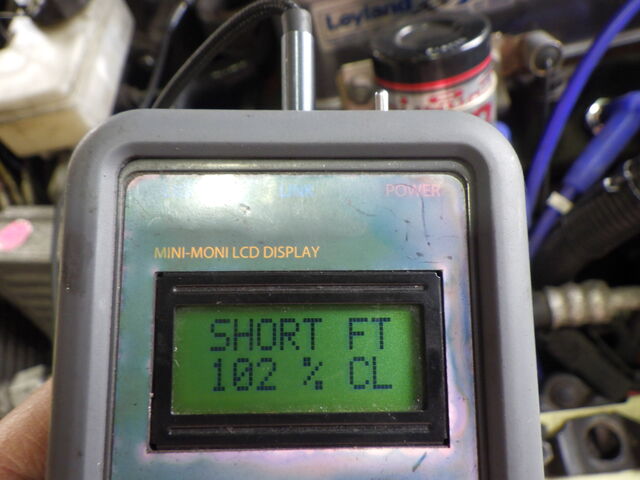 Leyland
LINK
POWER
MINI-MONI LCD DISPLAY
SHORT FT
102 % CL